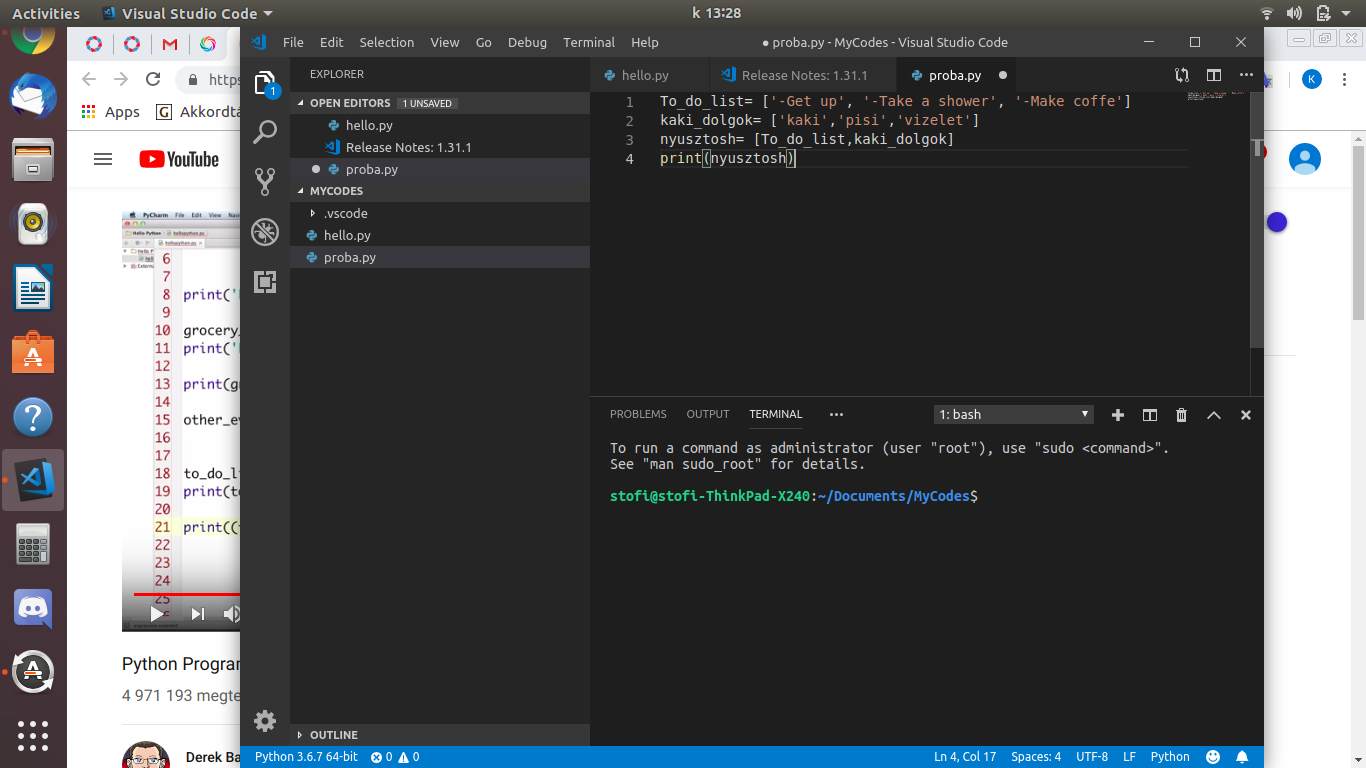 Activities
Visual Studio Code
k 13:28
File Edit Selection View Go Debug Terminal Help
● proba.py - MyCodes - Visual Studio Code
https
Apps
G
Akkordtá
YouTube
K
EXPLORER
OPEN EDITORS 1 UNSAVED
hello.py
Release Notes: 1.31.1
proba.py
MYCODES
.vscode
hello.py
proba.py
OUTLINE
1
hello.py
Release Notes: 1.31.1
proba.py
1 To_do_list= ['-Get up', '-Take a shower', '-Make coffe']
2 kaki_dolgok= ['kaki','pisi','vizelet']
3 nyusztosh= [To_do_list,kaki_dolgok]
4 print(nyusztosh)
PROBLEMS OUTPUT TERMINAL
1: bash
To run a command as administrator (user "root"), use "sudo <command>".
See "man sudo_root" for details.
stofi@stofi-ThinkPad-X240:~/Documents/MyCodes$
PyCharm File Edit View Navi
Hello Python hellopython.py
hellopython.py
6
7
8 print('
9
10 grocery_
11 print('
12
13 print(gr
14
15 other_ev
16
17
18 to_do_li
19 print(to
20
21 print((
22
23
24
25
Python Progran
4 971 193 megte
Derek Ba
Python 3.6.7 64-bit
0
0
Ln 4, Col 17 Spaces: 4 UTF-8 LF Python